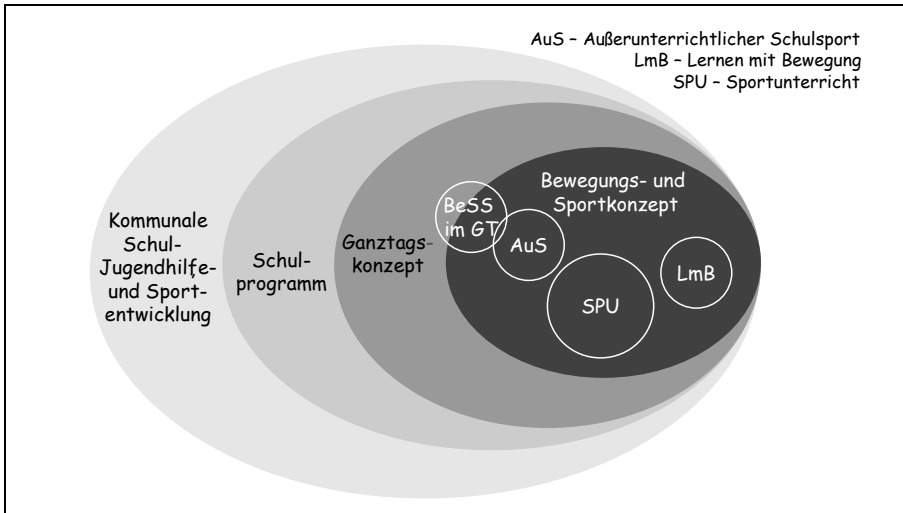 AuS – Außerunterrichtlicher Schulsport
LmB – Lernen mit Bewegung
SPU – Sportunterricht
Kommunale
Schul-
Jugendhilfe-
und Sport-
entwicklung
Schul-
programm
Ganztags-
konzept
BeSS
im GT
Bewegungs- und
Sportkonzept
AuS
SPU
LmB